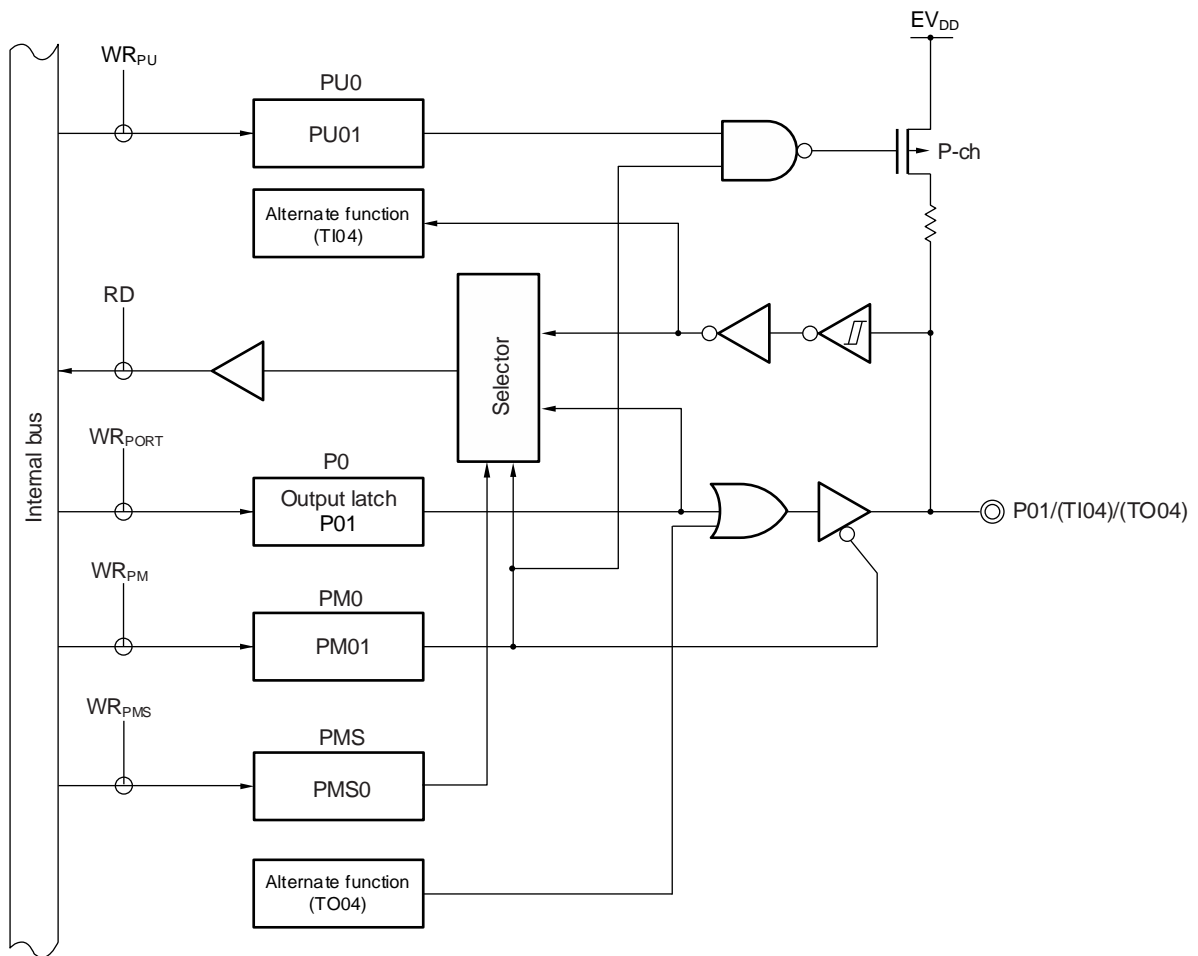 EVDD
WRPU
PU0
PU01
P-ch
Alternate function
(TI04)
RD
Selector
Internal bus
WRPORT
P0
Output latch
P01
P01/(TI04)/(TO04)
WRPM
PM0
PM01
WRPMS
PMS
PMS0
Alternate function
(TO04)